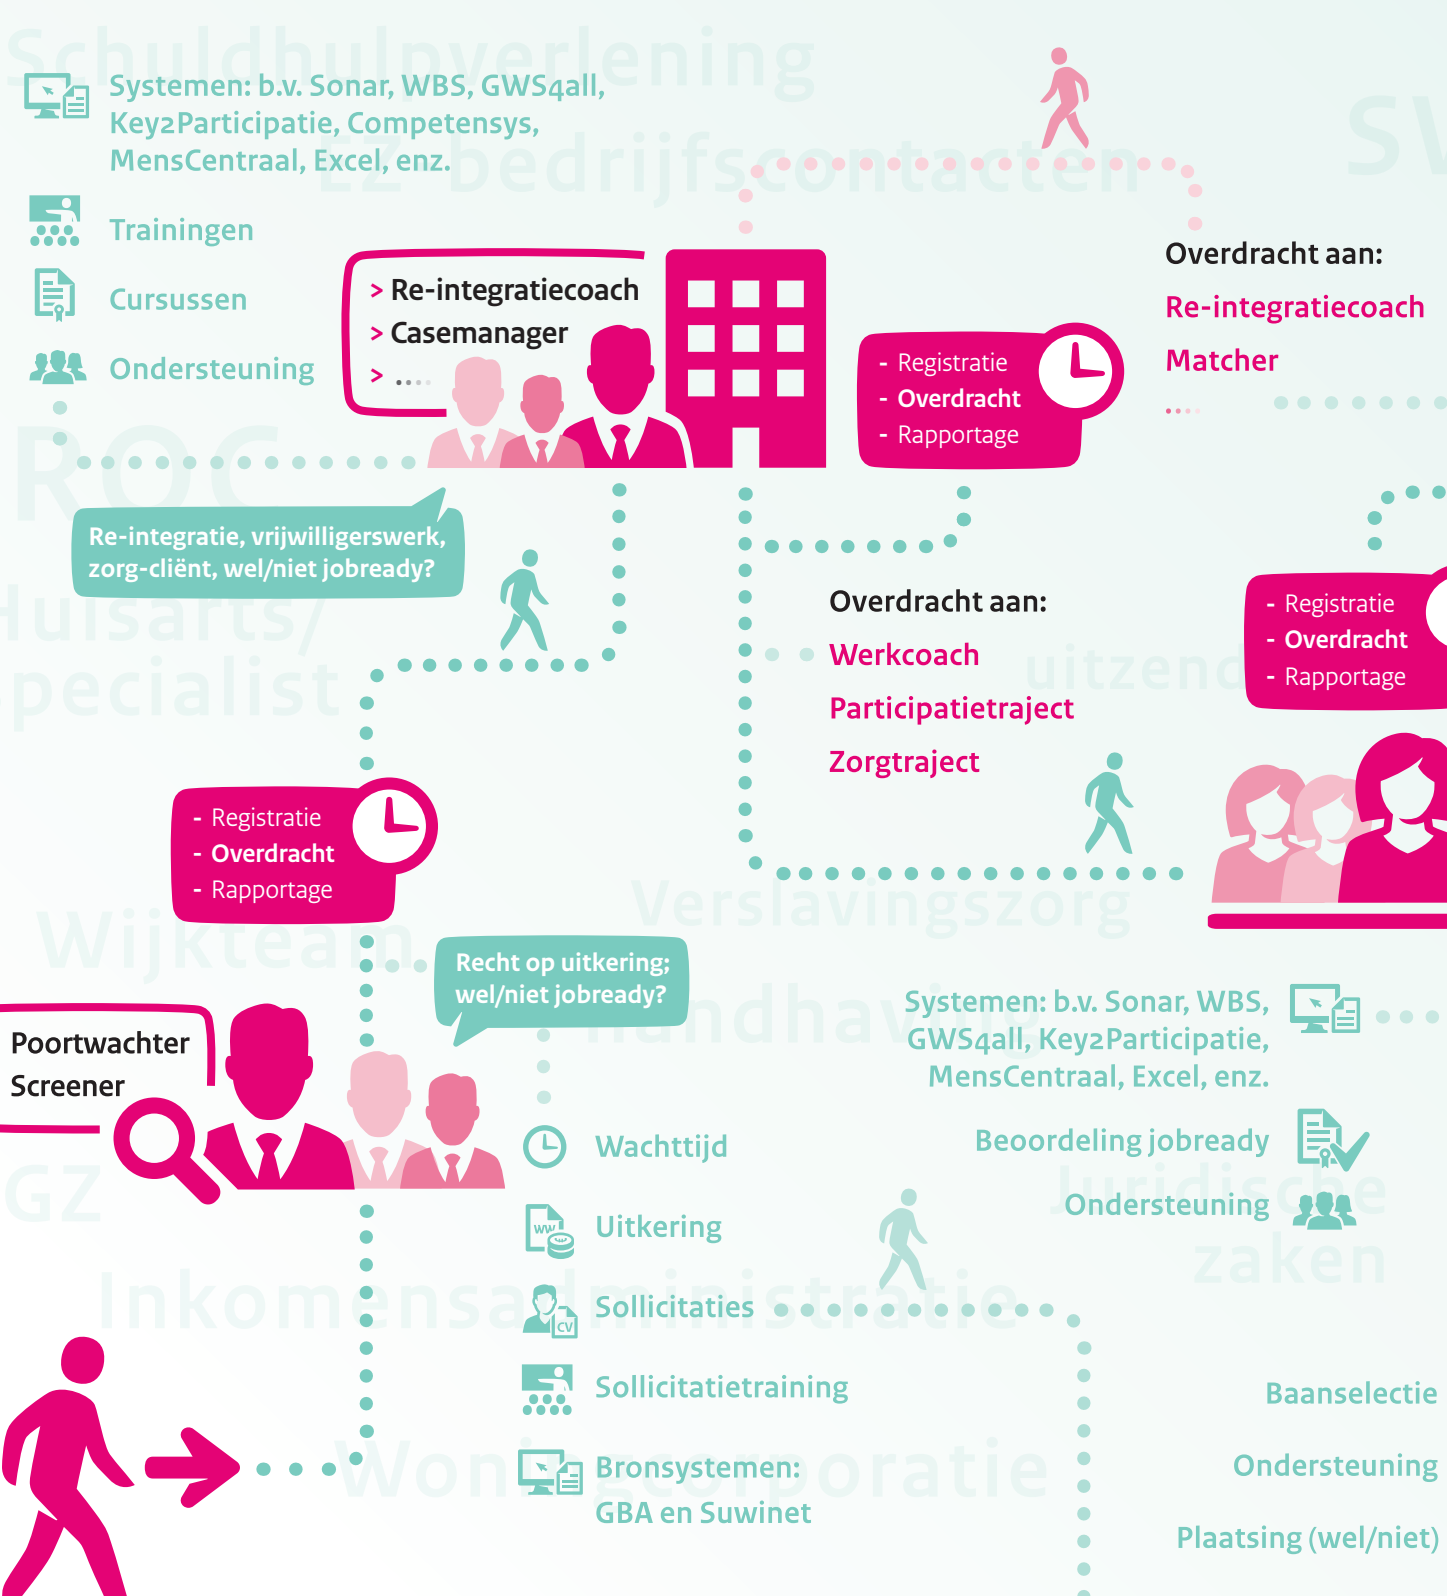 Schuldhulpverlening
Systemen: b.v. Sonar, WBS, GWS4all,
Key2Participatie, Competensys,
MensCentraal, Excel, enz.
EZ-bedrijfscontacten
Trainingen
Cursussen
Ondersteuning
> Re-integratiecoach
> Casemanager
> ....
- Registratie
- Overdracht
- Rapportage
Overdracht aan:
Re-integratiecoach
Matcher
....
ROC
Re-integratie, vrijwilligerswerk,
zorg-cliënt, wel/niet jobready?
Huisarts/
specialist
Overdracht aan:
Werkcoach
Participatietraject
Zorgtraject
uitzend
- Registratie
- Overdracht
- Rapportage
- Registratie
- Overdracht
- Rapportage
Verslavingszorg
Wijkteam
Recht op uitkering;
wel/niet jobready?
handhaving
Poortwachter
Screener
Systemen: b.v. Sonar, WBS,
GWS4all, Key2Participatie,
MensCentraal, Excel, enz.
Beoordeling jobready
Ondersteuning
Juridische
zaken
GZ
Wachttijd
WW
Uitkering
Inkomensadministratie
CV
Sollicitaties
Sollicitatietraining
Woningcorporatie
Bronsystemen:
GBA en Suwinet
Baanselectie
Ondersteuning
Plaatsing (wel/niet)